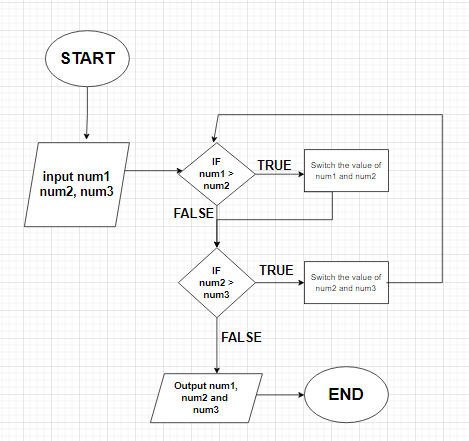 START
input num1
num2, num3
IF
num1 >
num2
TRUE
Switch the value of
num1 and num2
FALSE
IF
num2 >
num3
TRUE
Switch the value of
num2 and num3
FALSE
Output num1,
num2 and
num3
END